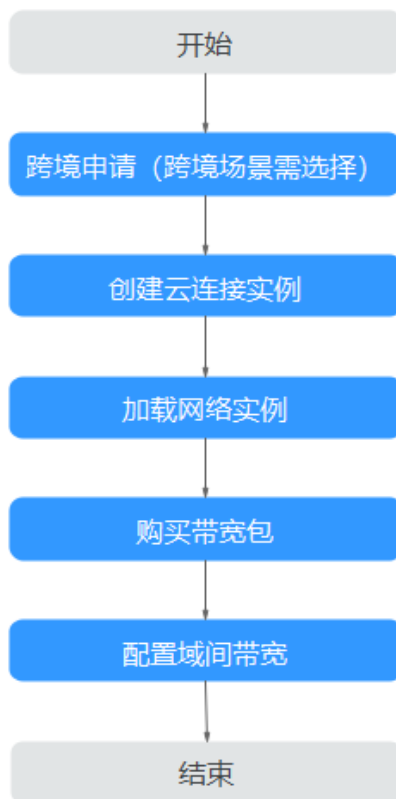 开始
跨境申请（跨境场景需选择）
创建云连接实例
加载网络实例
购买带宽包
配置域间带宽
结束